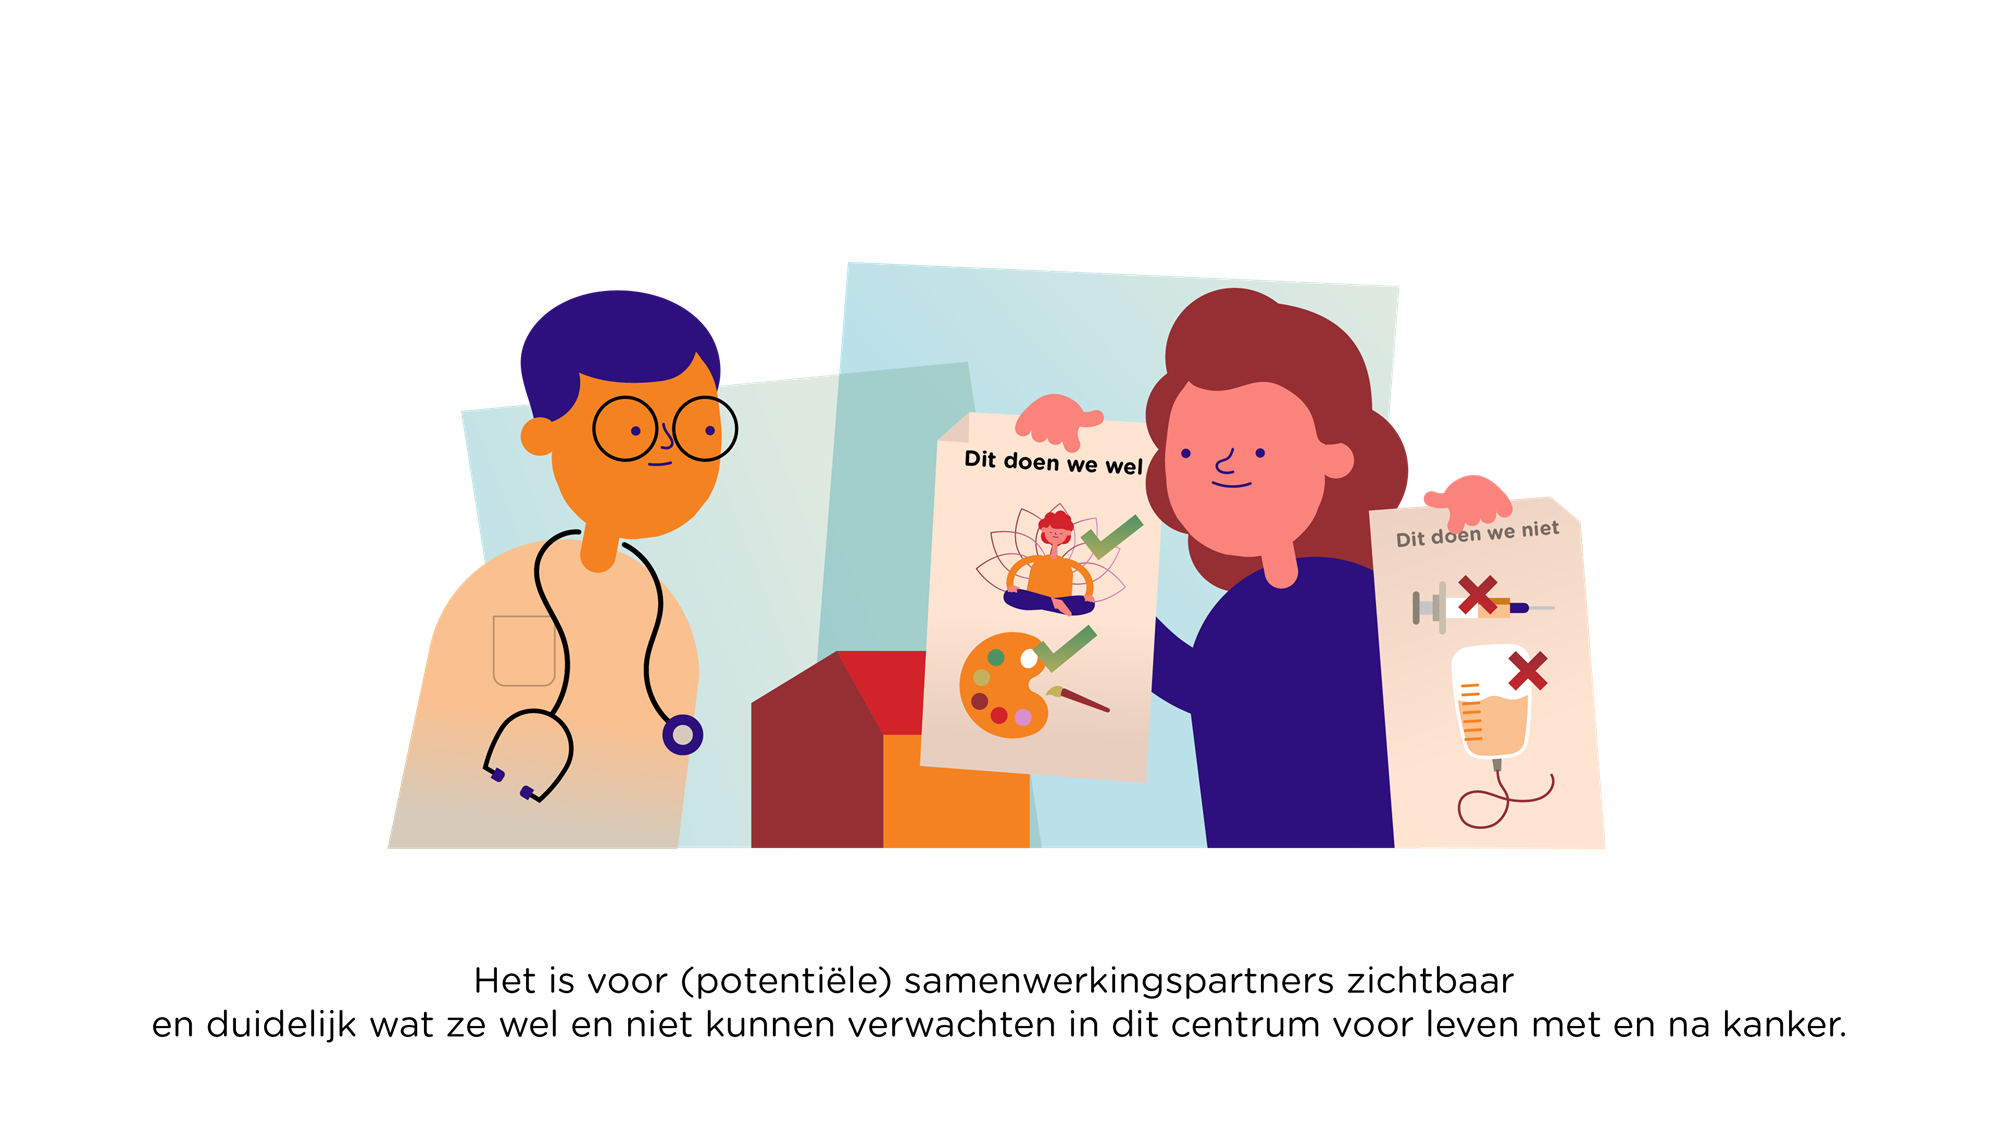 Dit doen we wel
Dit doen we niet
Het is voor (potentiële) samenwerkingspartners zichtbaar
en duidelijk wat ze wel en niet kunnen verwachten in dit centrum voor leven met en na kanker.